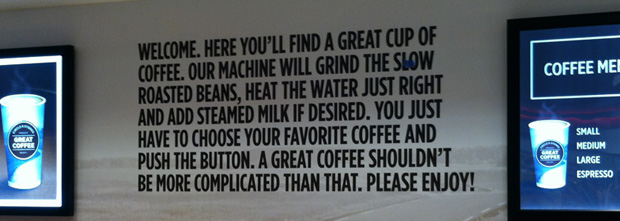 WELCOME. HERE YOU'LL FIND A GREAT CUP OF
COFFEE. OUR MACHINE WILL GRIND THE SLOW
ROASTED BEANS, HEAT THE WATER JUST RIGHT
AND ADD STEAMED MILK IF DESIRED. YOU JUST
HAVE TO CHOOSE YOUR FAVORITE COFFEE AND
PUSH THE BUTTON. A GREAT COFFEE SHOULDN'T
BE MORE COMPLICATED THAN THAT. PLEASE ENJOY!
GREAT
COFFEE
COFFEE
GREAT
COFFEE
SMALL
MEDIUM
LARGE
ESPRESSO